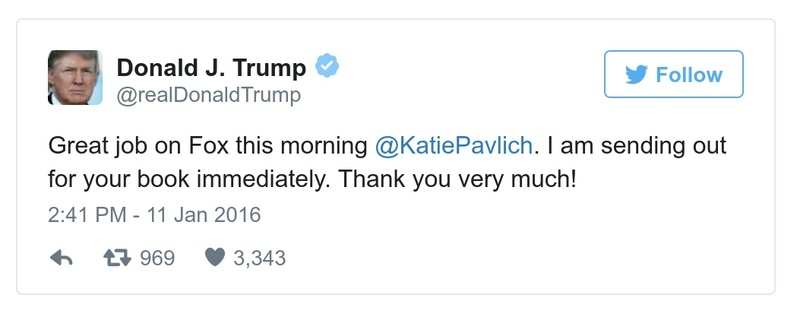 Donald J. Trump
@realDonaldTrump
Follow
Great job on Fox this morning @KatiePavlich. I am sending out
for your book immediately. Thank you very much!
2:41 PM - 11 Jan 2016
969 3,343